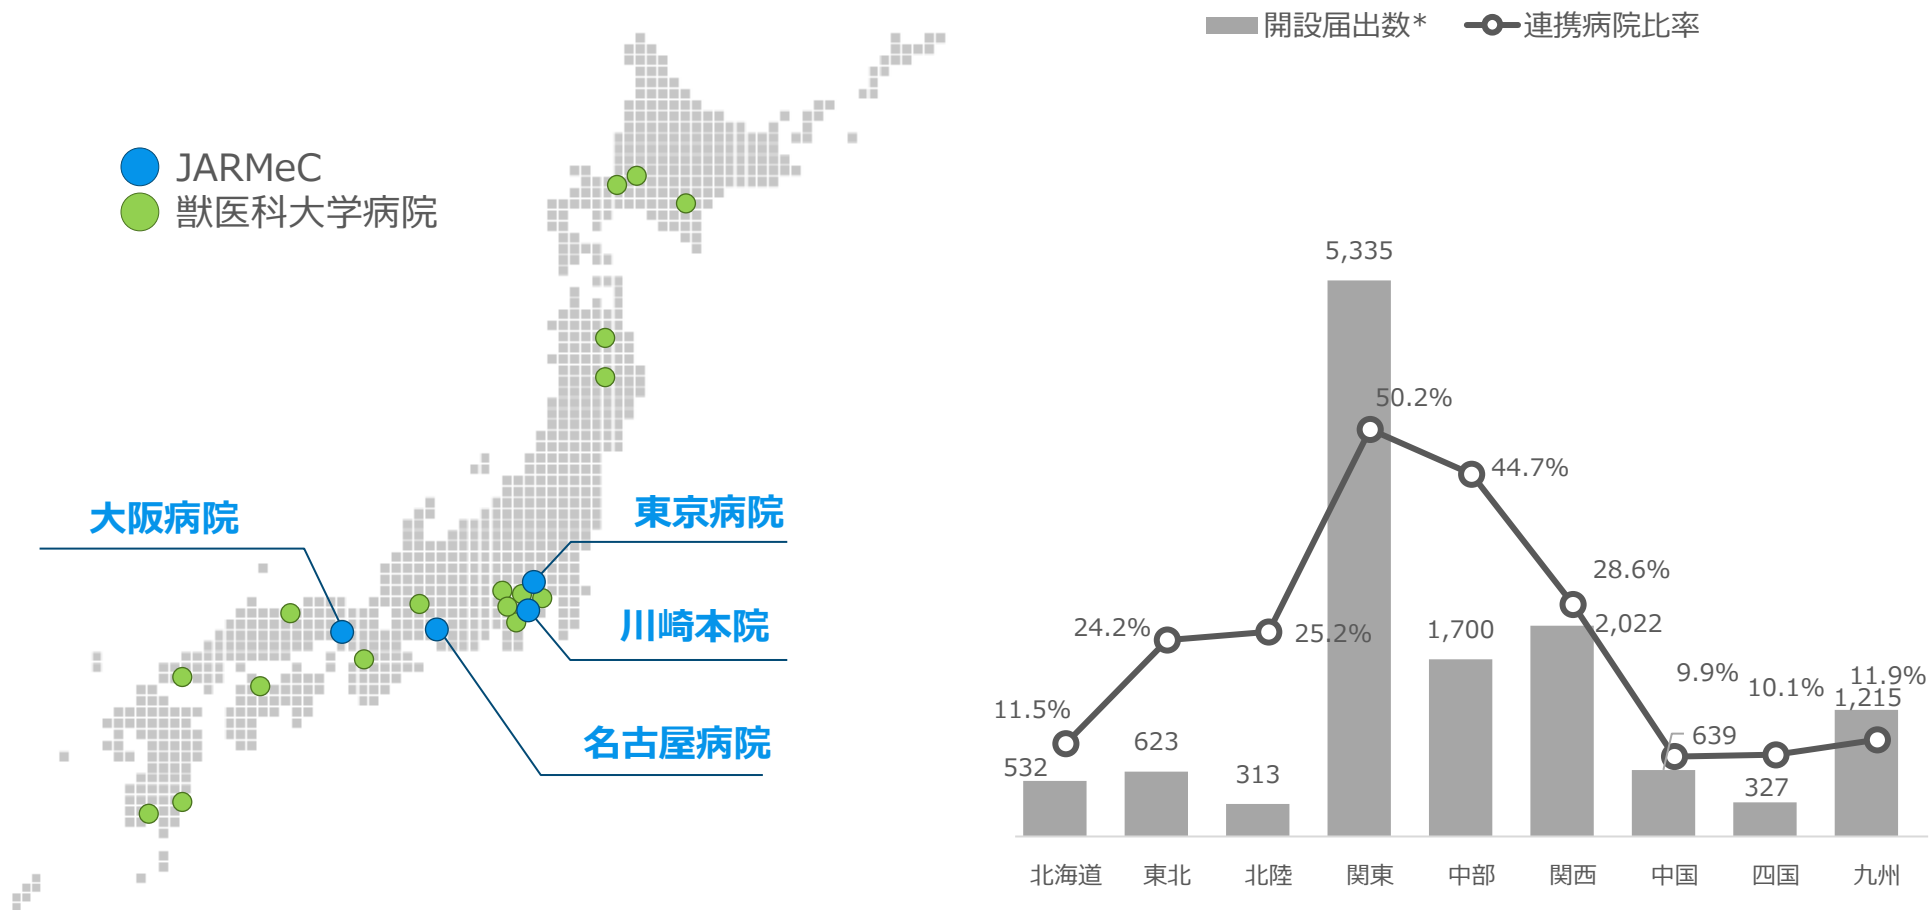 JARMeC
獣医科大学病院
大阪病院
東京病院
川崎本院
名古屋病院
開設届出数*
連携病院比率
5,335
50.2%
44.7%
28.6%
24.2%
25.2%
1,700
2,022
9.9%
10.1%
11.9%
1,215
11.5%
532
623
313
639
327
北海道
東北
北陸
関東
中部
関西
中国
四国
九州